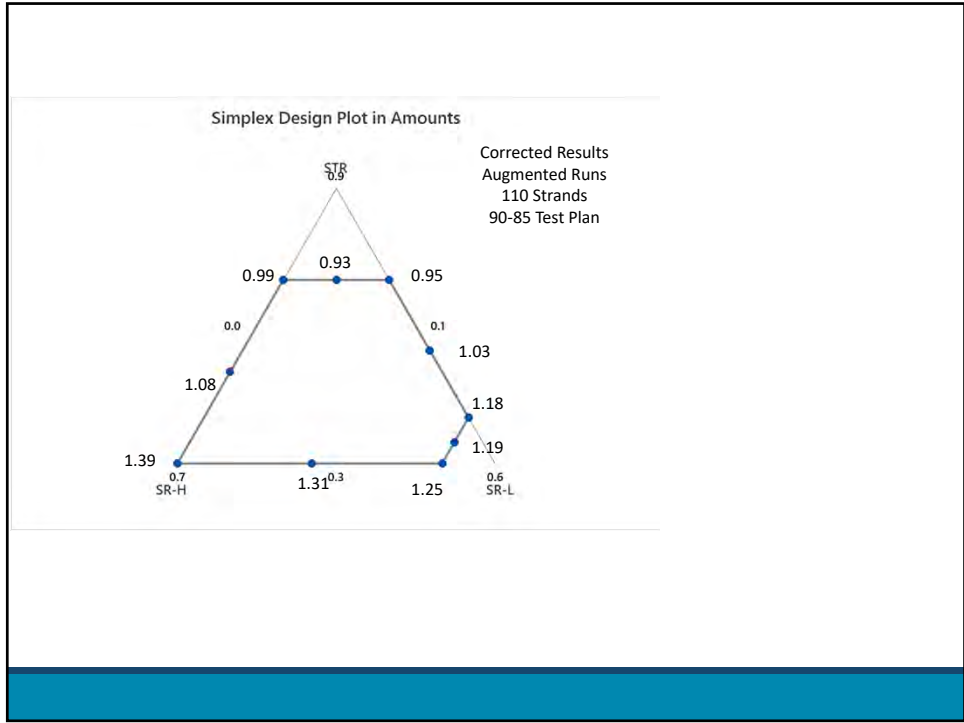 Simplex Design Plot in Amounts
Corrected Results
Augmented Runs
110 Strands
90-85 Test Plan
STR
0.9
0.99
0.93
0.95
0.0
0.1
1.03
1.08
1.18
1.19
1.39
0.7
SR-H
1.31
0.3
1.25
0.6
SR-L